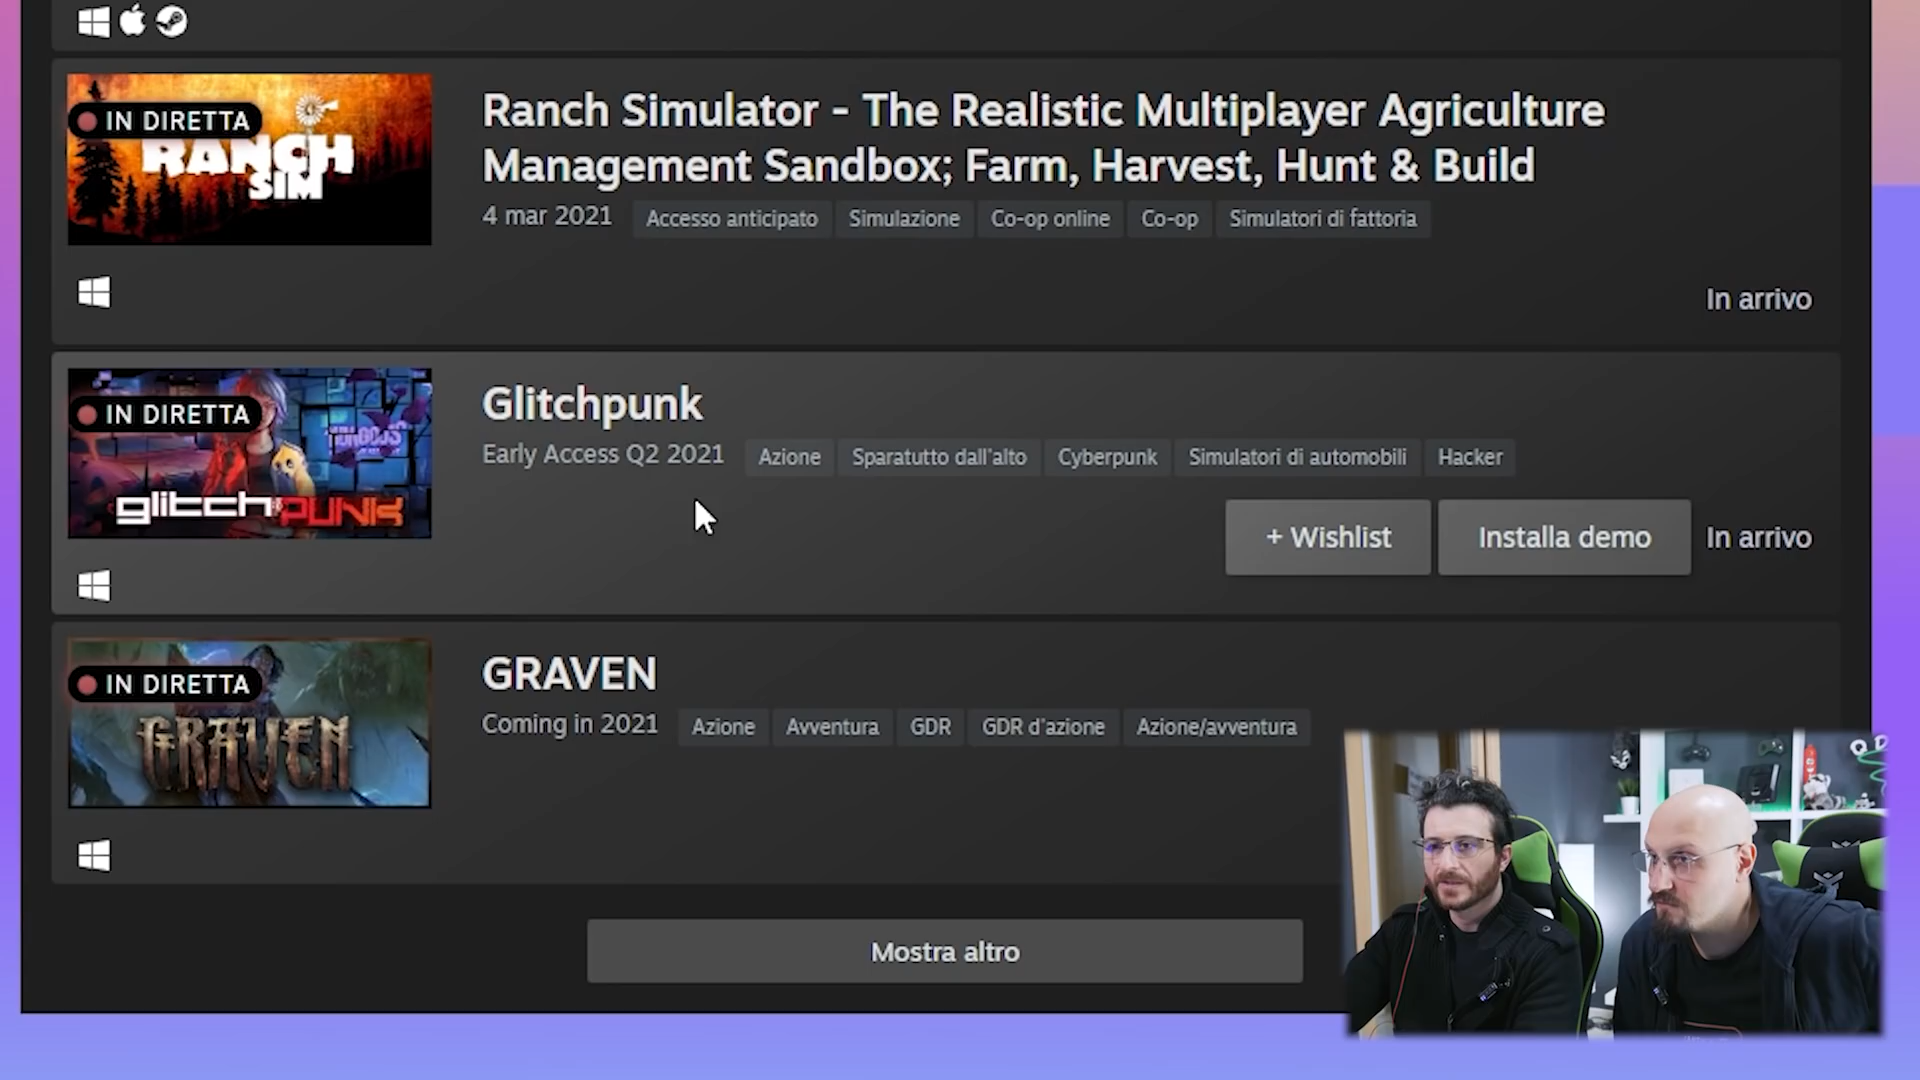 IN DIRETTA
RANCH
SIM
Ranch Simulator - The Realistic Multiplayer Agriculture
Management Sandbox; Farm, Harvest, Hunt & Build
4 mar 2021 Accesso anticipato Simulazione Co-op online Co-op Simulatori di fattoria
In arrivo
IN DIRETTA
glitchPUNK
Glitchpunk
Early Access Q2 2021 Azione Sparatutto dall'alto Cyberpunk Simulatori di automobili Hacker
+ Wishlist Installa demo In arrivo
IN DIRETTA
GRAVEN
GRAVEN
Coming in 2021 Azione Avventura GDR GDR d'azione Azione/avventura
Mostra altro